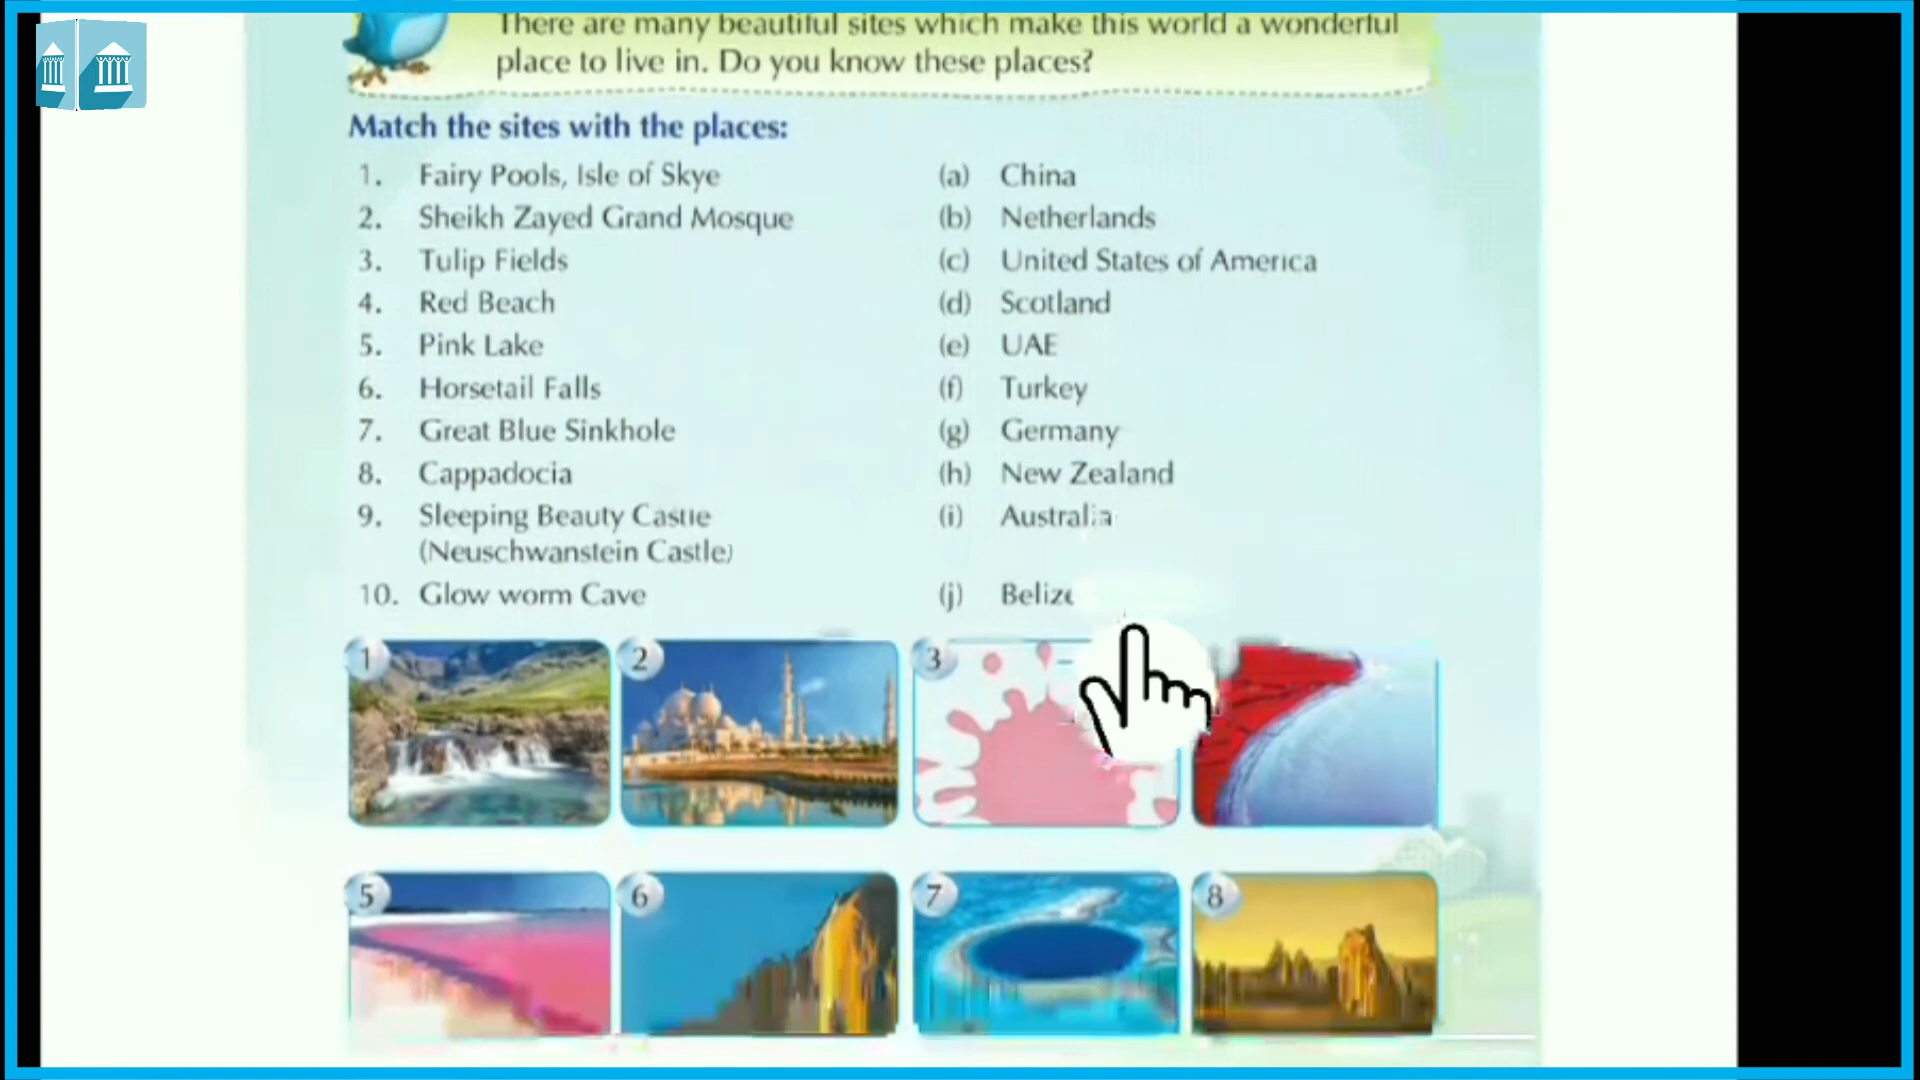 There are many beautiful sites which make this world a wonderful
place to live in. Do you know these places?
Match the sites with the places:
1. Fairy Pools, Isle of Skye (a) China
2. Sheikh Zayed Grand Mosque (b) Netherlands
3. Tulip Fields (c) United States of America
4. Red Beach (d) Scotland
5. Pink Lake (e) UAE
6. Horsetail Falls (f) Turkey
7. Great Blue Sinkhole (g) Germany
8. Cappadocia (h) New Zealand
9. Sleeping Beauty Castle (i) Australia
(Neuschwanstein Castle)
10. Glow worm Cave (j) Belize
1 2 3
5 6 7 8